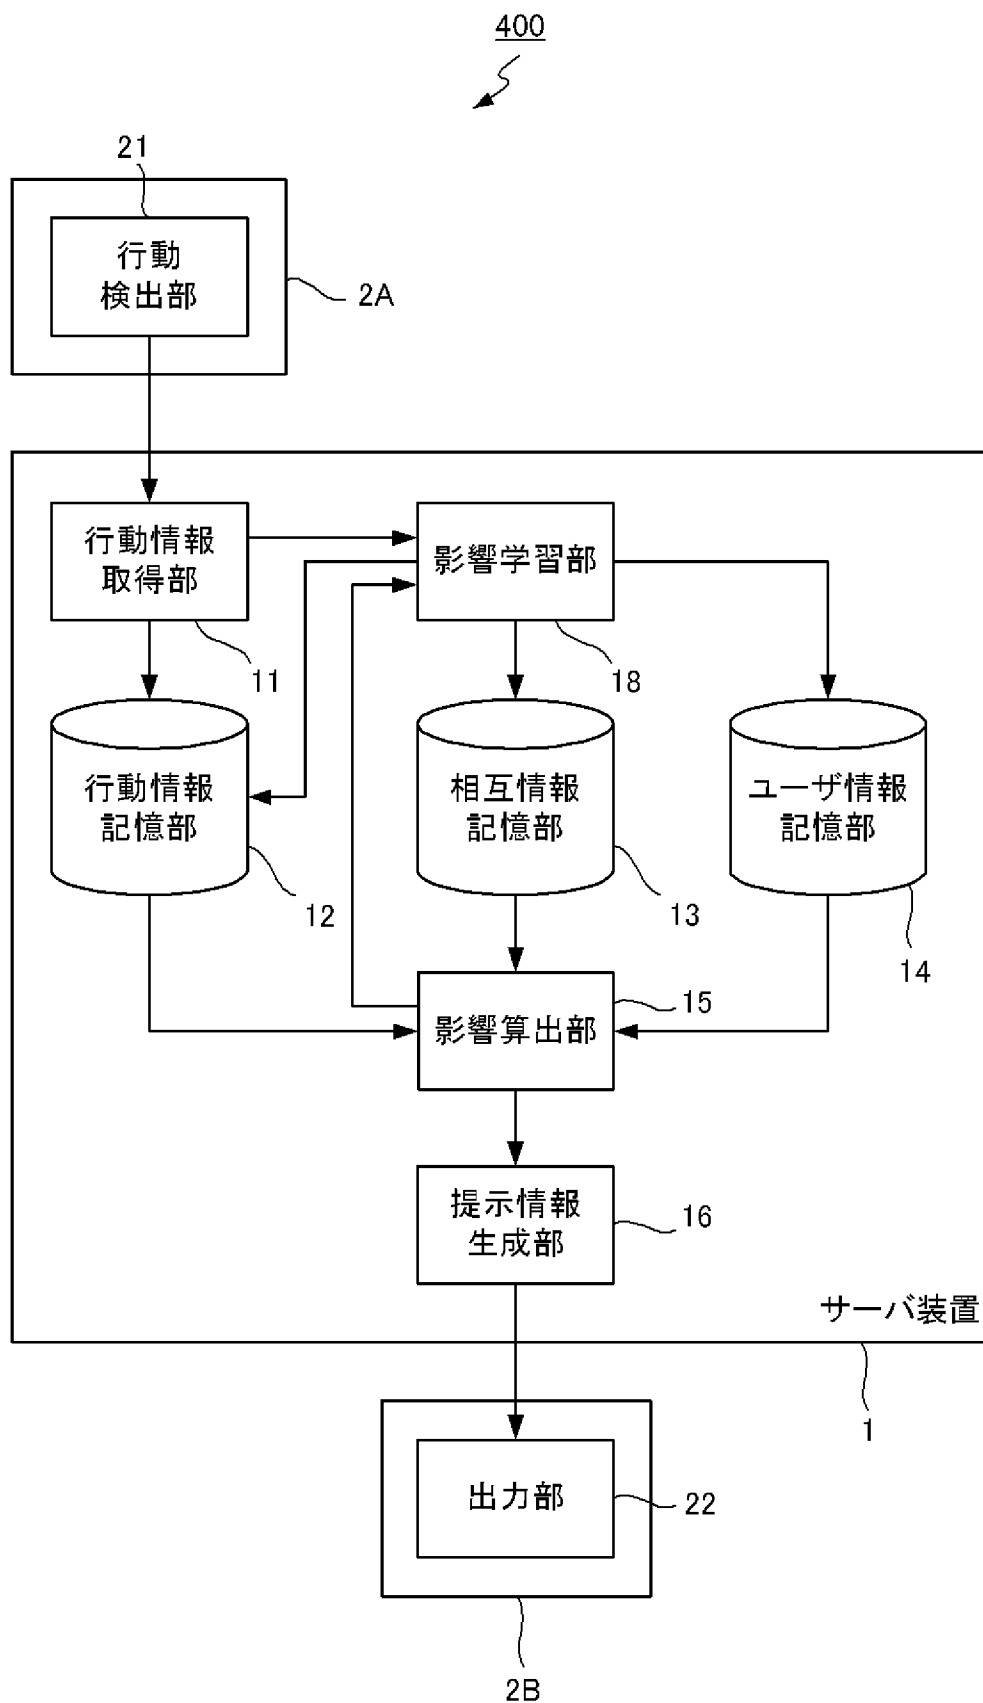 400
21
行動
検出部
2A
行動情報
取得部
11
影響学習部
18
行動情報
記憶部
12
相互情報
記憶部
13
ユーザ情報
記憶部
14
影響算出部
15
提示情報
生成部
16
サーバ装置
1
出力部
22
2B